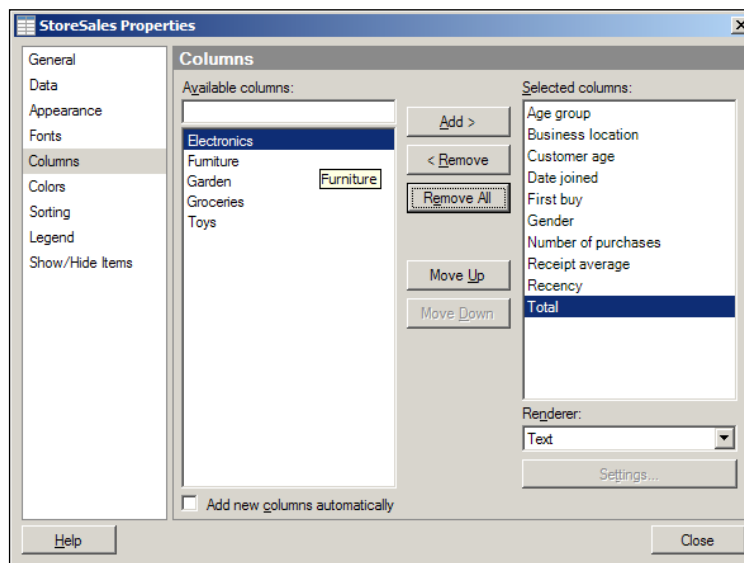 StoreSales Properties
General
Data
Appearance
Fonts
Columns
Colors
Sorting
Legend
Show/Hide Items
Columns
Available columns:
Electronics
Furniture
Garden
Groceries
Toys
Furniture
Add >
< Remove
Remove All
Move Up
Move Down
Selected columns:
Age group
Business location
Customer age
Date joined
First buy
Gender
Number of purchases
Receipt average
Recency
Total
Renderer:
Text
Settings...
Add new columns automatically
Help
Close